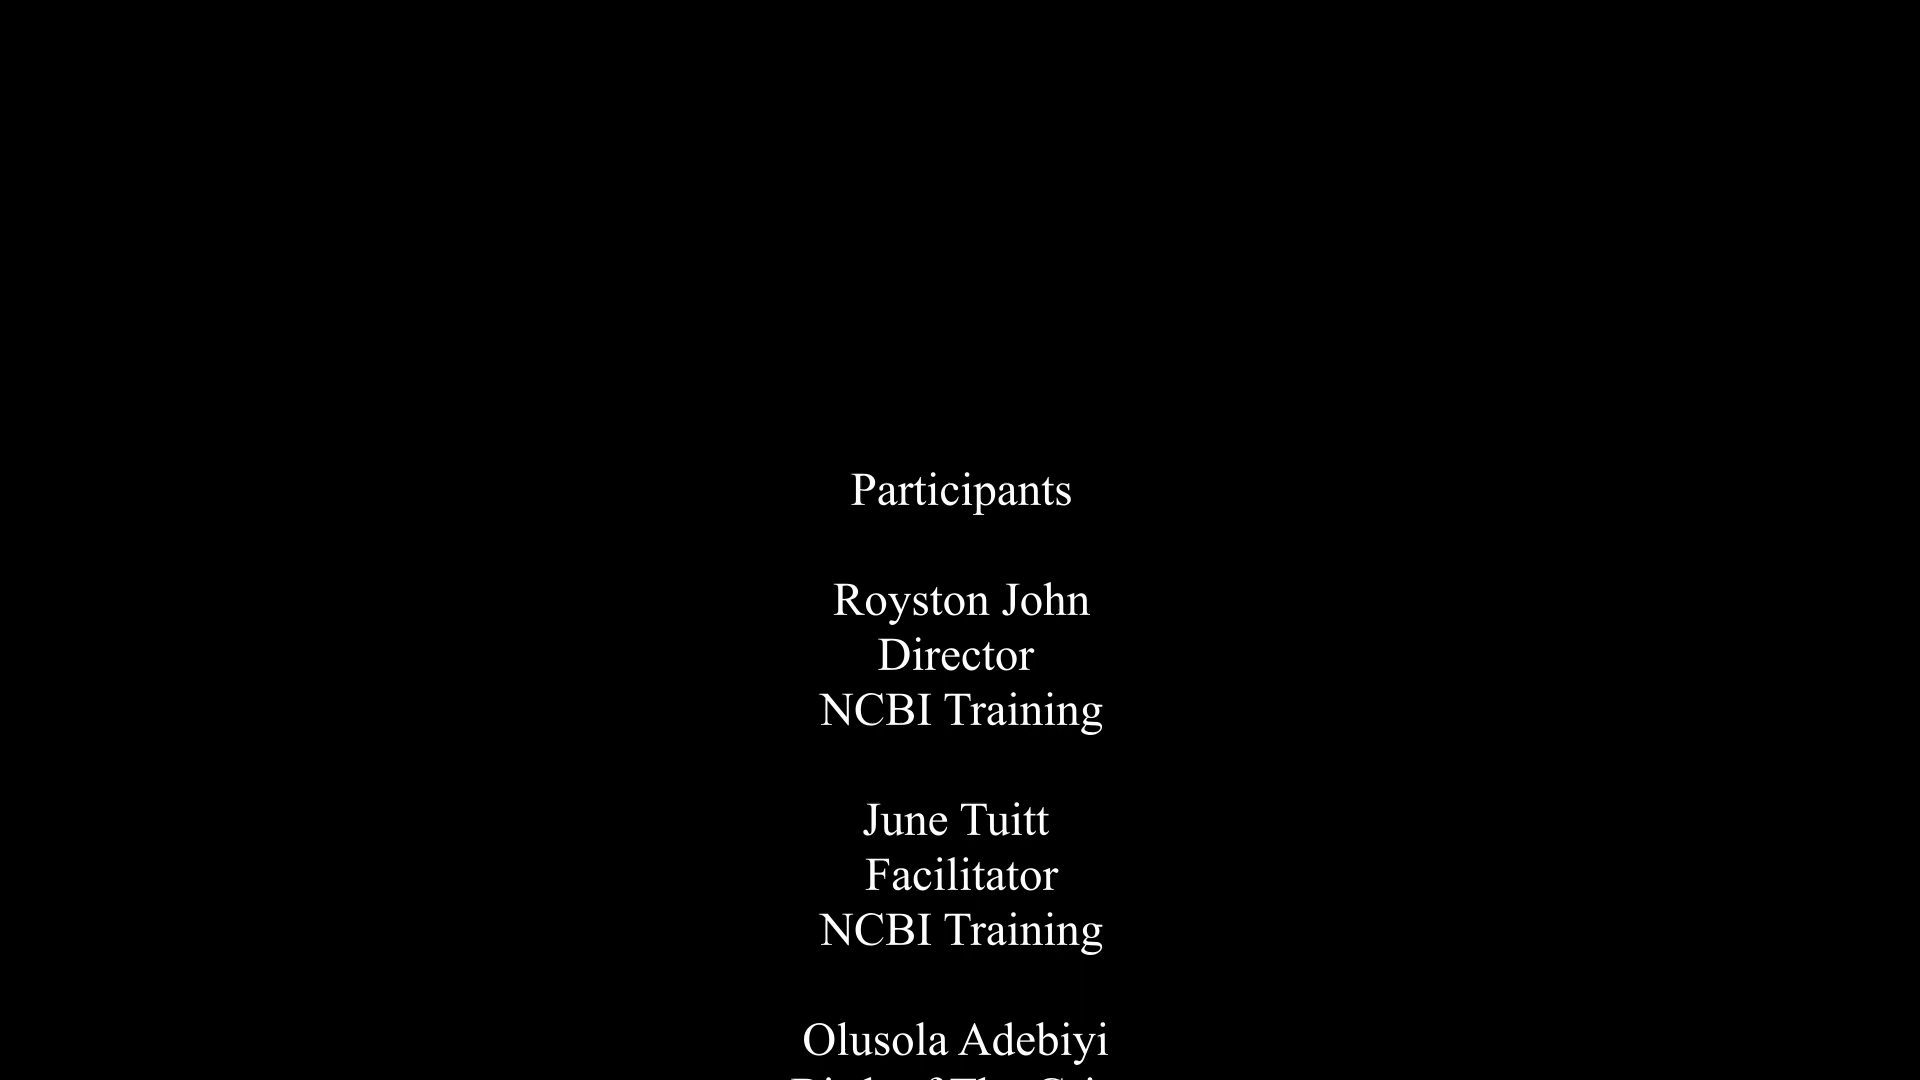 Participants
Royston John
Director
NCBI Training
June Tuitt
Facilitator
NCBI Training
Olusola Adebiyi